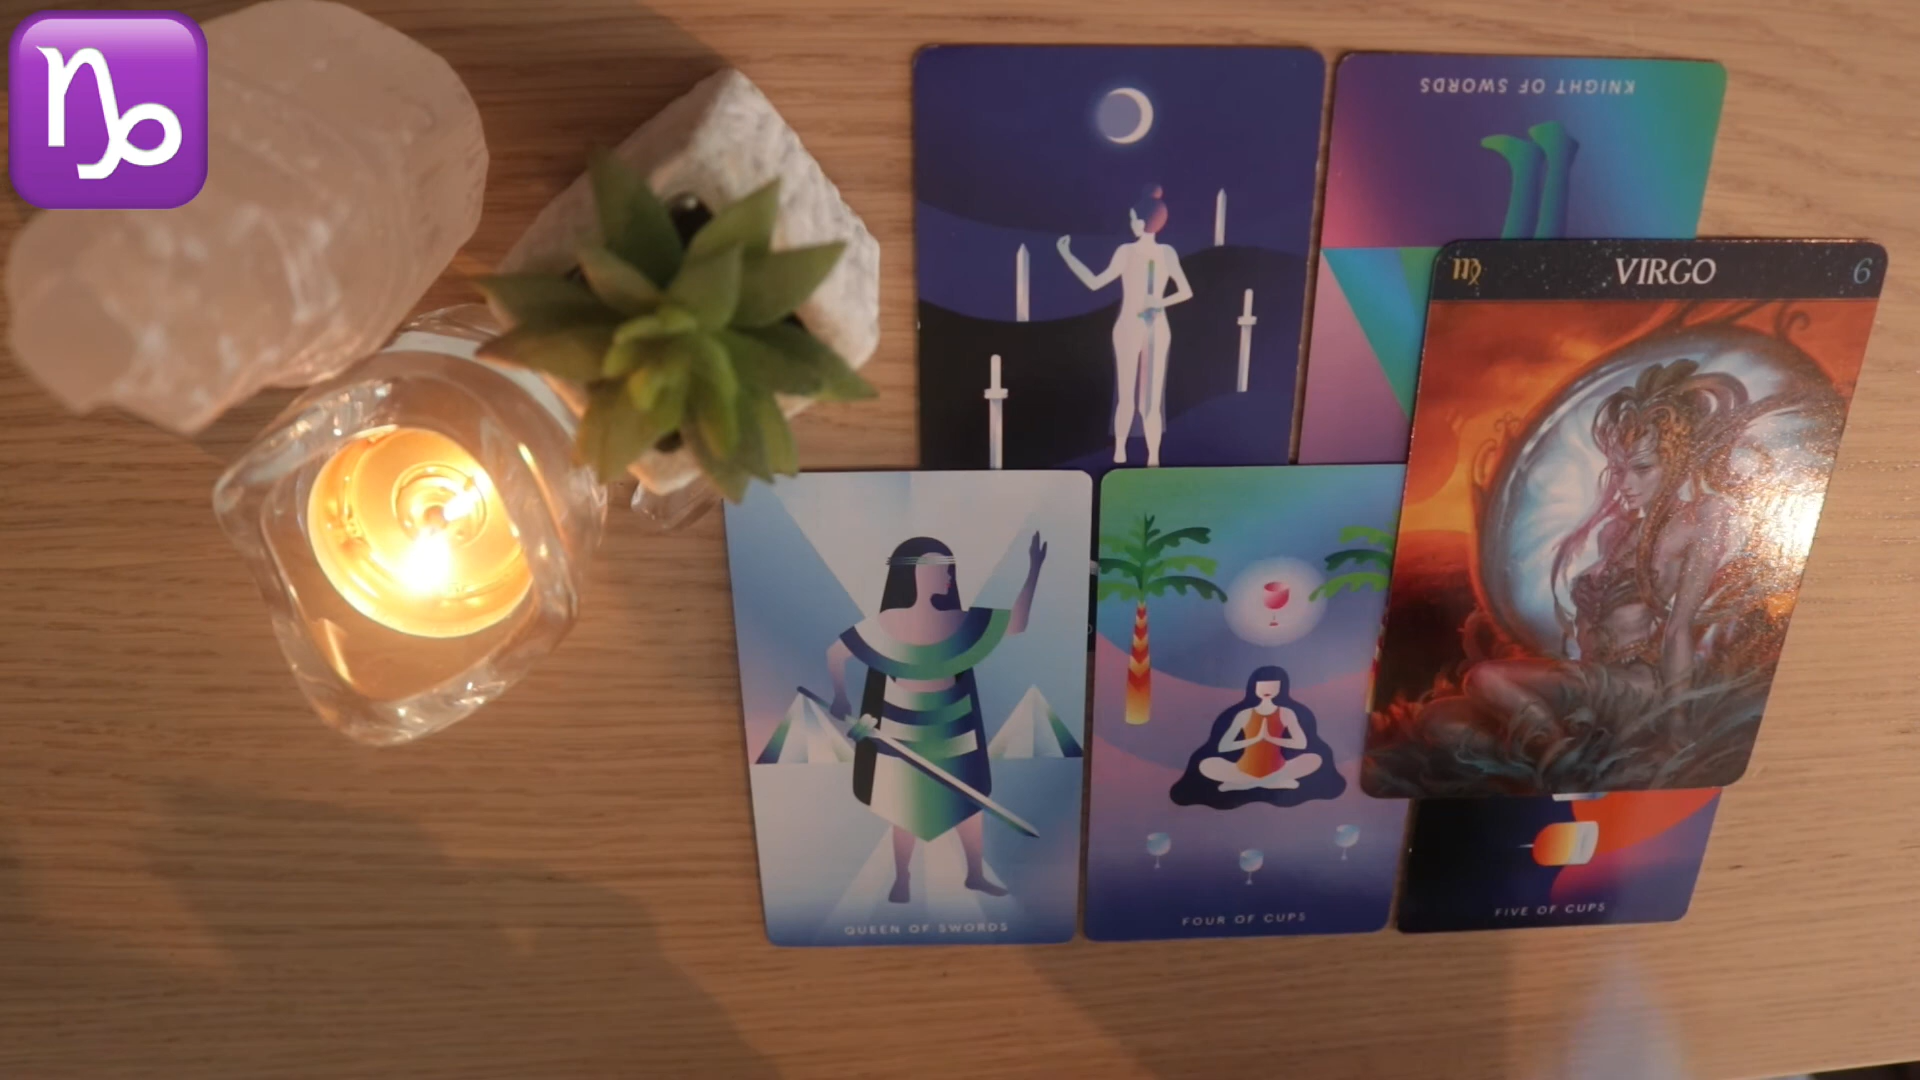 KNIGHT OF SWORDS
VIRGO 6
QUEEN OF SWORDS
FOUR OF CUPS
FIVE OF CUPS